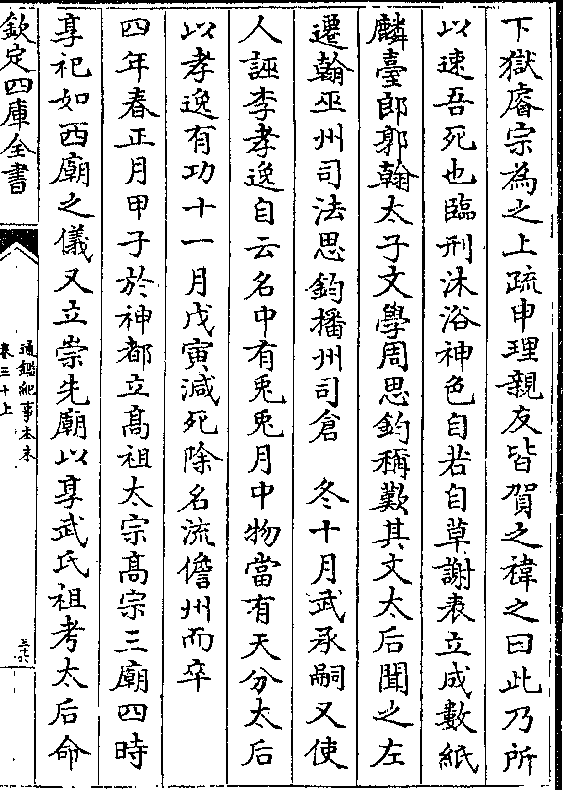 下獄睿宗為之上疏申理親友皆賀之禕之曰此乃所
以速吾死也臨刑沐浴神色自若自草謝表立成數紙
麟臺郎郭翰太子文學周思鈞稱歎其文太后聞之左
遷翰巫州司法思鈞播州司倉　冬十月武承嗣又使
人誣李孝逸自云名中有兎兎月中物當有天分太后
以孝逸有功十一月戊寅減死除名流儋州而卒
四年春正月甲子於神都立高祖太宗高宗三廟四時
享祀如西廟之儀又立崇先廟以享武氏祖考太后命
欽定四庫全書
通鑑紀事本末
卷三十上